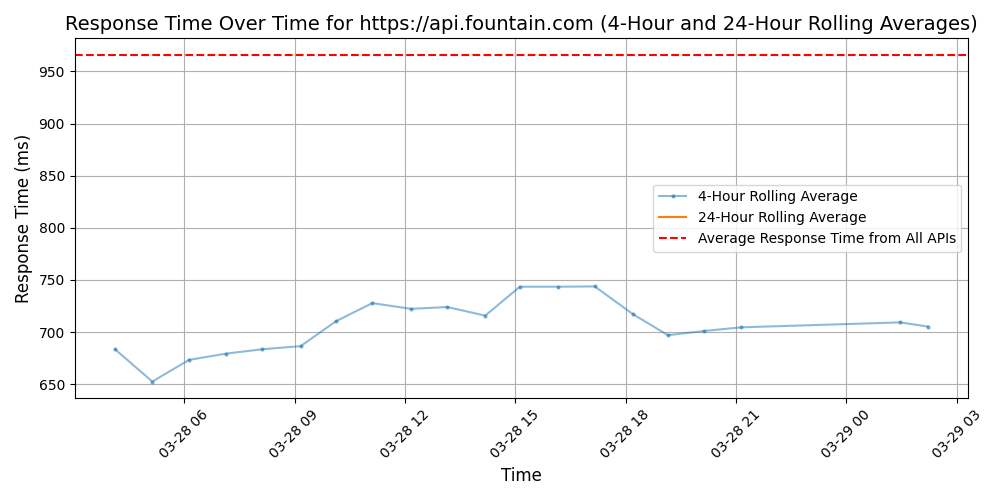 Response Time Over Time for https://api.fountain.com (4-Hour and 24-Hour Rolling Averages)
Response Time (ms)
950
900
850
800
750
700
650
4-Hour Rolling Average
24-Hour Rolling Average
Average Response Time from All APIs
03-28 06
03-28 09
03-28 12
03-28 15
03-28 18
03-28 21
03-29 00
03-29 03
Time